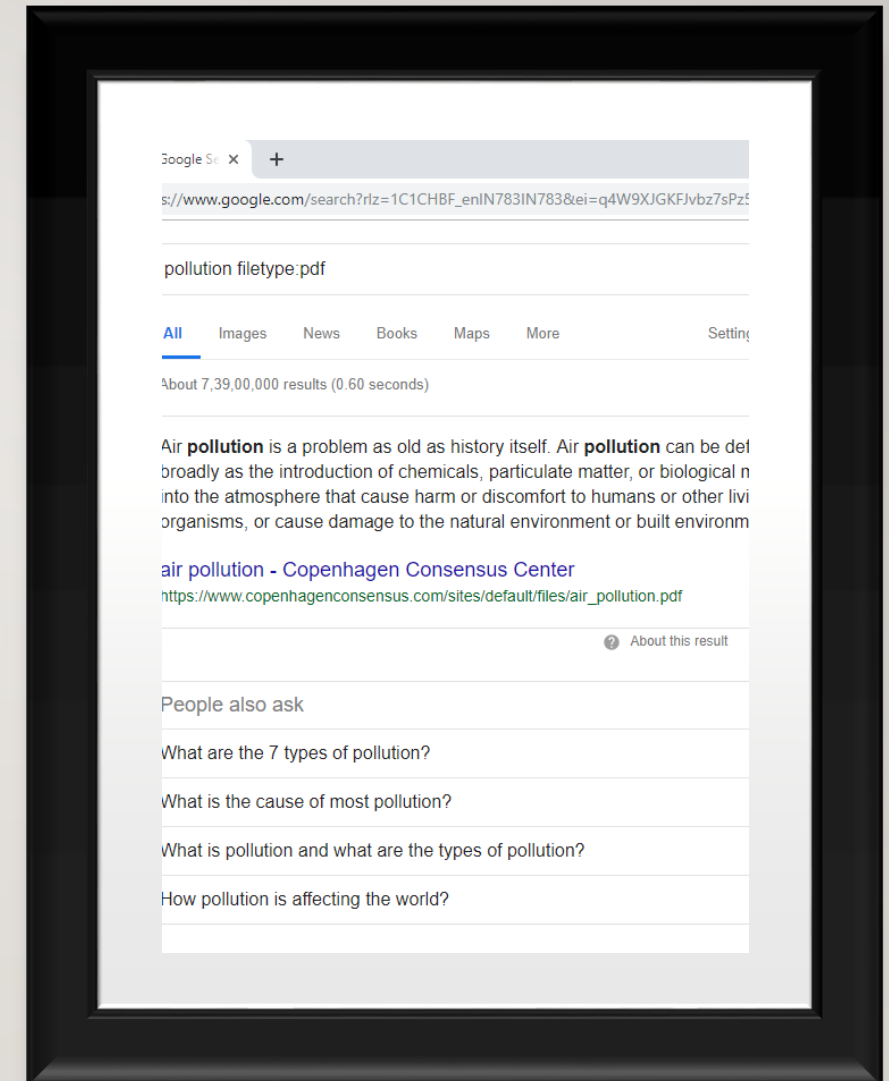 Google Se × +
s://www.google.com/search?rlz=1C1CHBF_enIN783IN783&ei=q4W9XJGKFJvbz7sPz5
pollution filetype:pdf
All Images News Books Maps More Setting
About 7,39,00,000 results (0.60 seconds)
Air pollution is a problem as old as history itself. Air pollution can be def
broadly as the introduction of chemicals, particulate matter, or biological m
into the atmosphere that cause harm or discomfort to humans or other livi
organisms, or cause damage to the natural environment or built environm
air pollution - Copenhagen Consensus Center
https://www.copenhagenconsensus.com/sites/default/files/air_pollution.pdf
About this result
People also ask
What are the 7 types of pollution?
What is the cause of most pollution?
What is pollution and what are the types of pollution?
How pollution is affecting the world?